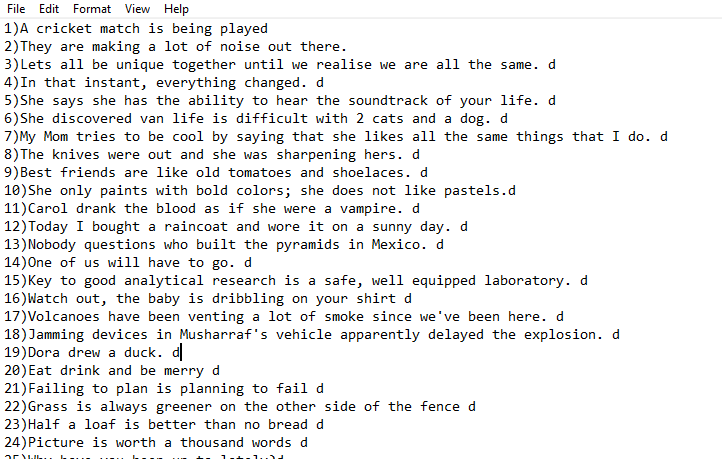 File Edit Format View Help
1)A cricket match is being played
2)They are making a lot of noise out there.
3)Lets all be unique together until we realise we are all the same. d
4)In that instant, everything changed. d
5)She says she has the ability to hear the soundtrack of your life. d
6)She discovered van life is difficult with 2 cats and a dog. d
7)My Mom tries to be cool by saying that she likes all the same things that I do. d
8)The knives were out and she was sharpening hers. d
9)Best friends are like old tomatoes and shoelaces. d
10)She only paints with bold colors; she does not like pastels.d
11)Carol drank the blood as if she were a vampire. d
12)Today I bought a raincoat and wore it on a sunny day. d
13)Nobody questions who built the pyramids in Mexico. d
14)One of us will have to go. d
15)Key to good analytical research is a safe, well equipped laboratory. d
16)Watch out, the baby is dribbling on your shirt d
17)Volcanoes have been venting a lot of smoke since we've been here. d
18)Jamming devices in Musharraf's vehicle apparently delayed the explosion. d
19)Dora drew a duck. d
20)Eat drink and be merry d
21)Failing to plan is planning to fail d
22)Grass is always greener on the other side of the fence d
23)Half a loaf is better than no bread d
24)Picture is worth a thousand words d